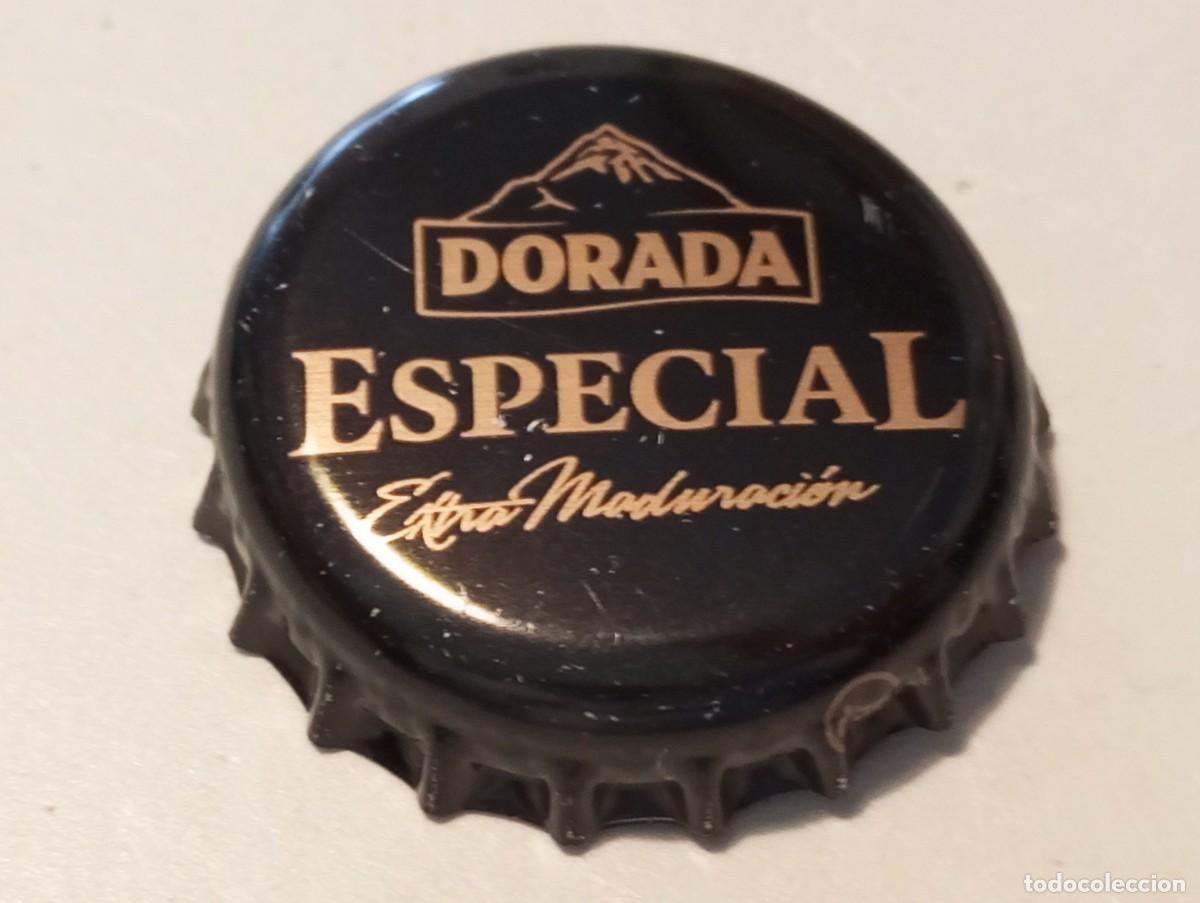 DORADA
ESPECIAL
Extra Maduración
todocoleccion